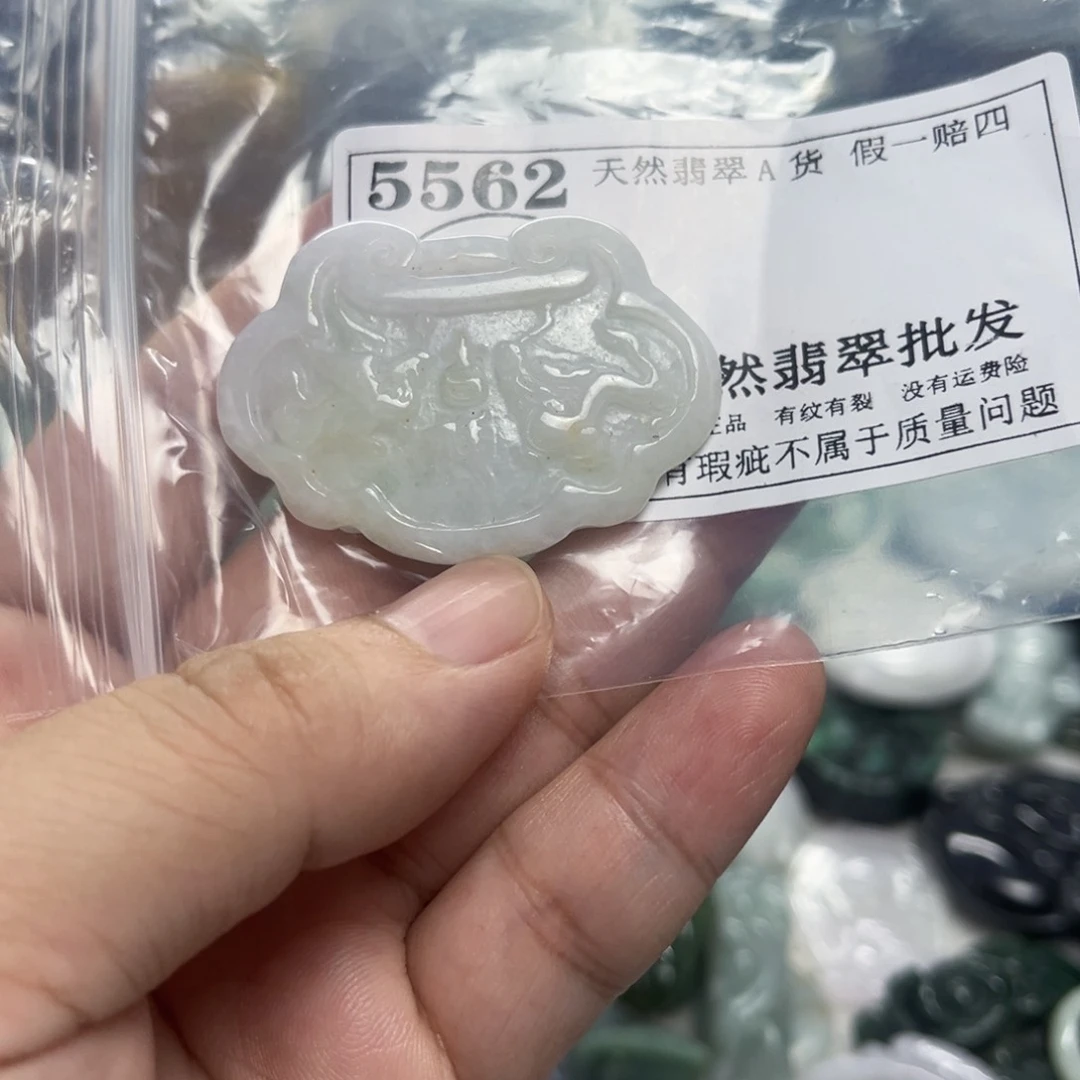 5562 天然翡翠A货 假一赔四
然翡翠批发
品 有纹有裂 没有运费险
有瑕疵不属于质量问题